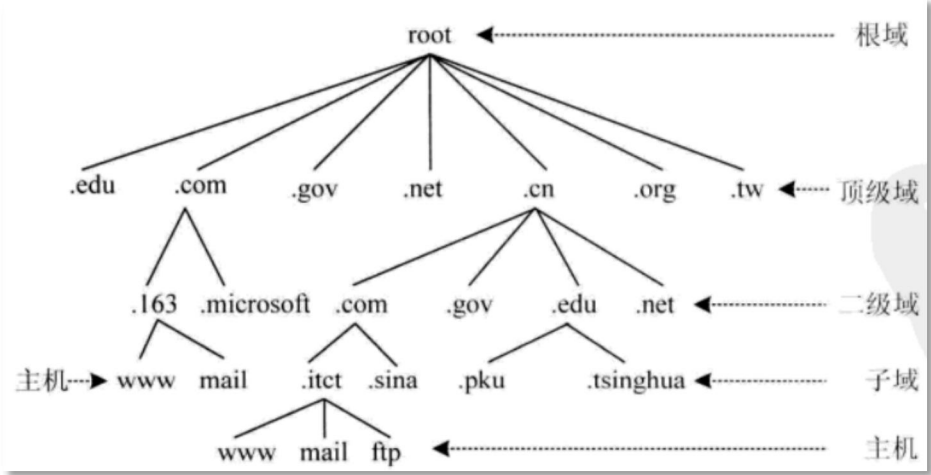 root 根域
.edu .com .gov .net .cn .org .tw 顶级域
.163 .microsoft .com .gov .edu .net 二级域
主机 www mail .itct .sina .pku .tsinghua 子域
www mail ftp 主机